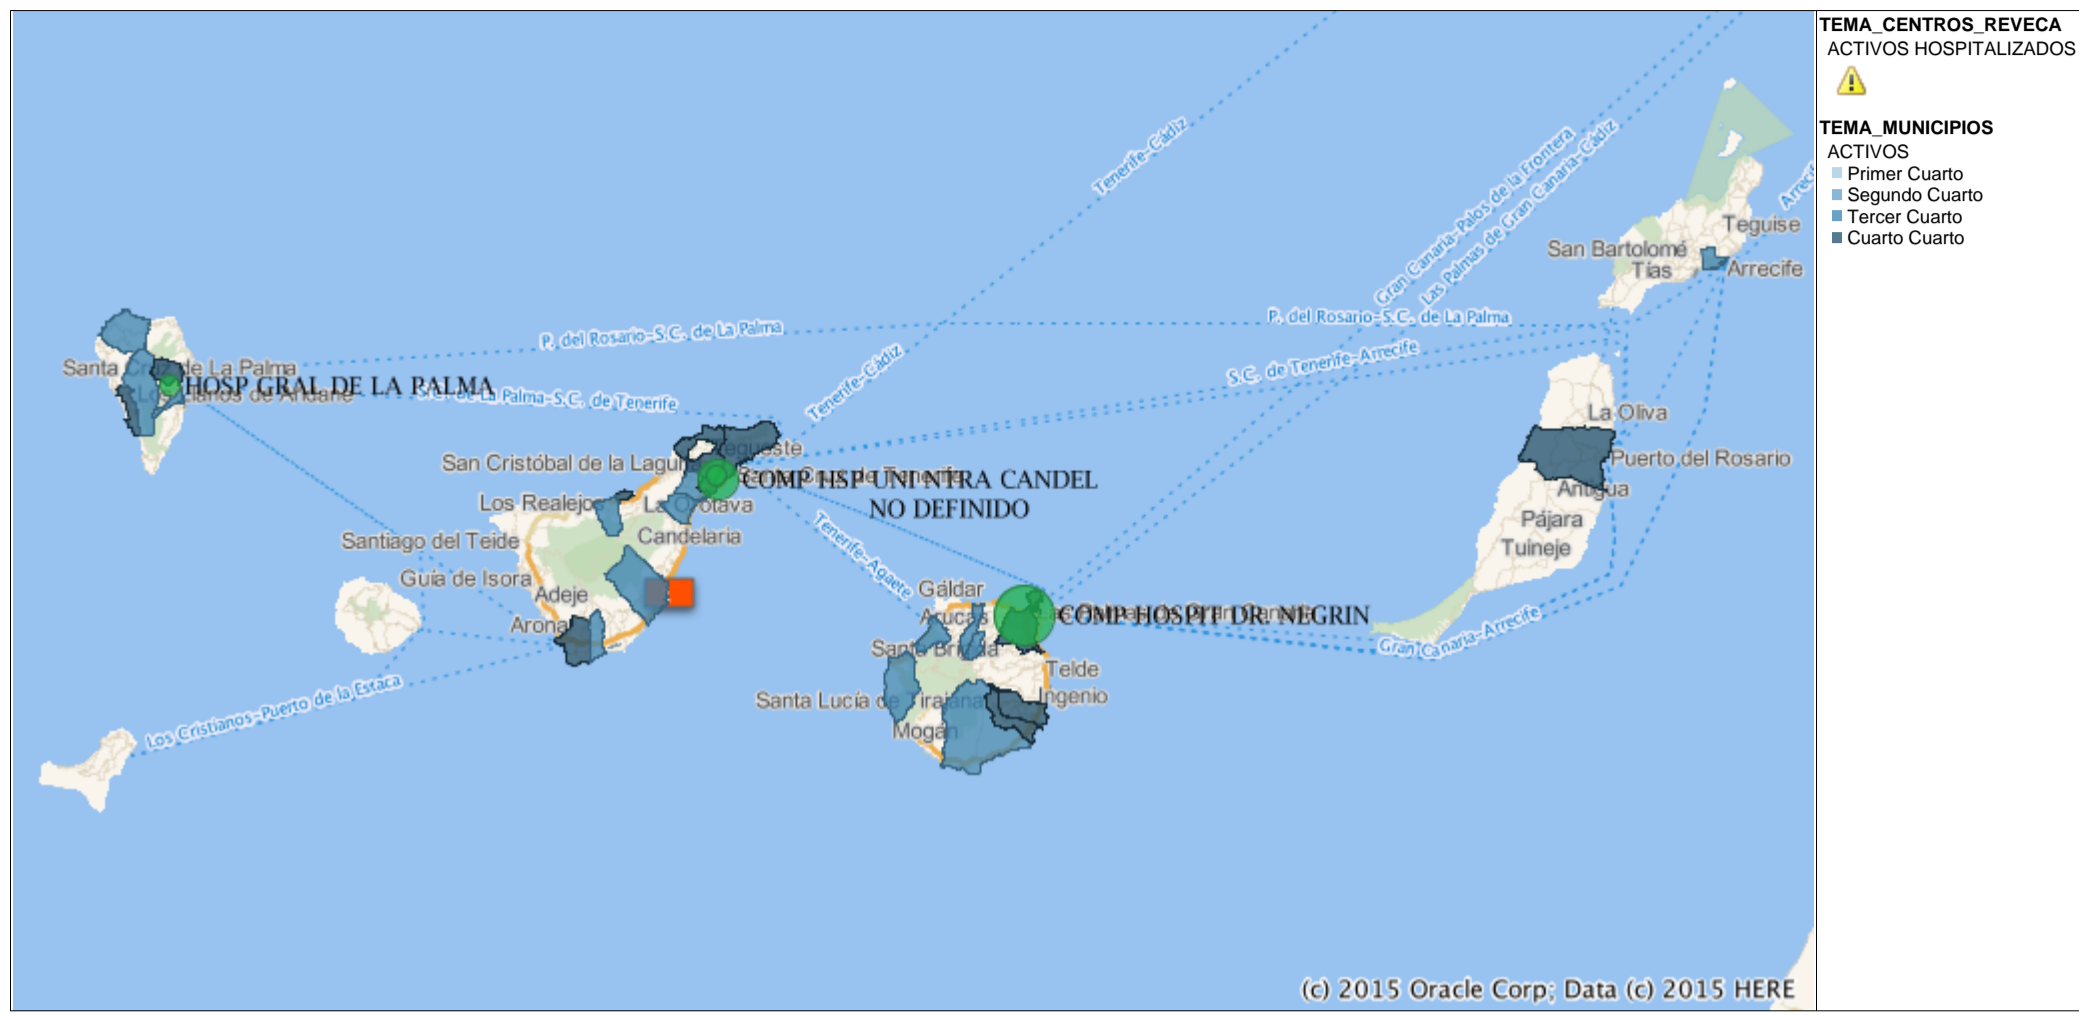 TEMA_CENTROS_REVECA
ACTIVOS HOSPITALIZADOS
TEMA_MUNICIPIOS
ACTIVOS
Primer Cuarto
Segundo Cuarto
Tercer Cuarto
Cuarto Cuarto
Tenerife-Cádiz
Gran Canaria-Palos de la Frontera
Las Palmas de Gran Canaria-Cádiz
Teguise
San Bartolomé
Tías
Arrecife
P. del Rosario-S.C. de La Palma
P. del Rosario-S.C. de La Palma
S.C. de Tenerife-Arrecife
Tenerife-Cádiz
Santa Cruz de La Palma
HOSP GRAL DE LA PALMA
de La Palma-S.C. de Tenerife
La Oliva
Puerto del Rosario
Antigua
Pájara
Tuineje
San Cristóbal de la Laguna
COMP HSP UNI NTRA CANDEL
NO DEFINIDO
Los Realejos
La Orotava
Candelaria
Santiago del Teide
Guía de Isora
Adeje
Arona
Tenerife-Agaete
Gáldar
Arucas
COMP HOSPIT DR. NEGRIN
Santa Brígida
Telde
Ingenio
Santa Lucía de Tirajana
Mogán
Gran Canaria-Arrecife
Los Cristianos-Puerto de la Estaca
(c) 2015 Oracle Corp; Data (c) 2015 HERE